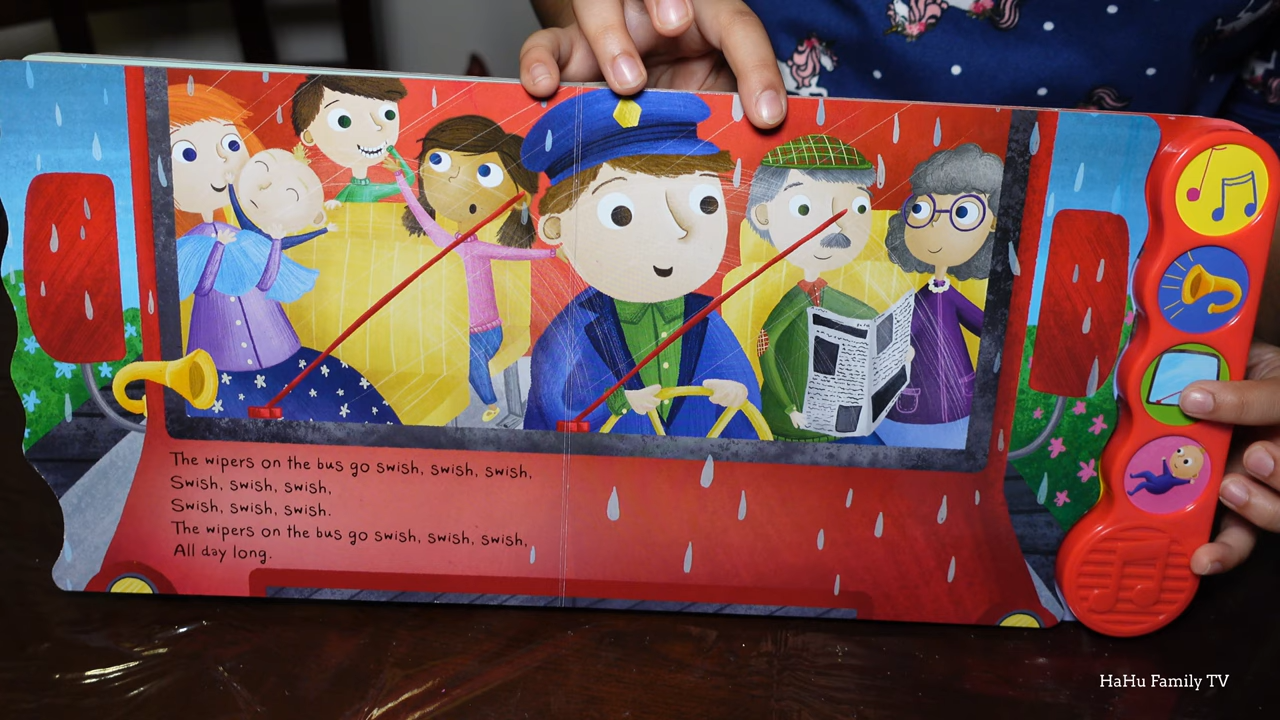 The wipers on the bus go swish, swish, swish,
Swish, swish, swish,
Swish, swish, swish.
The wipers on the bus go swish, swish, swish,
All day long.
HaHu Family TV